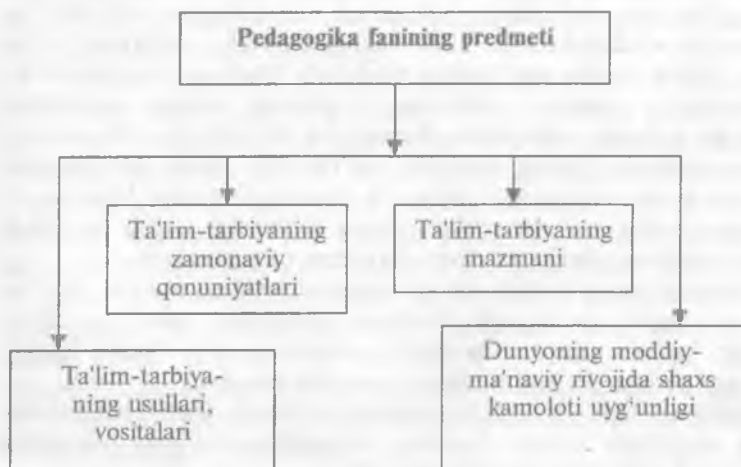 Pedagogika fanining predmeti
Ta'lim-tarbiyaning
zamonaviy
qonuniyatlari
Ta'lim-tarbiyaning
mazmuni
Ta'lim-tarbiya-
ning usullari,
vositalari
Dunyoning moddiy-
ma'naviy rivojida shaxs
kamoloti uyg‘unligi